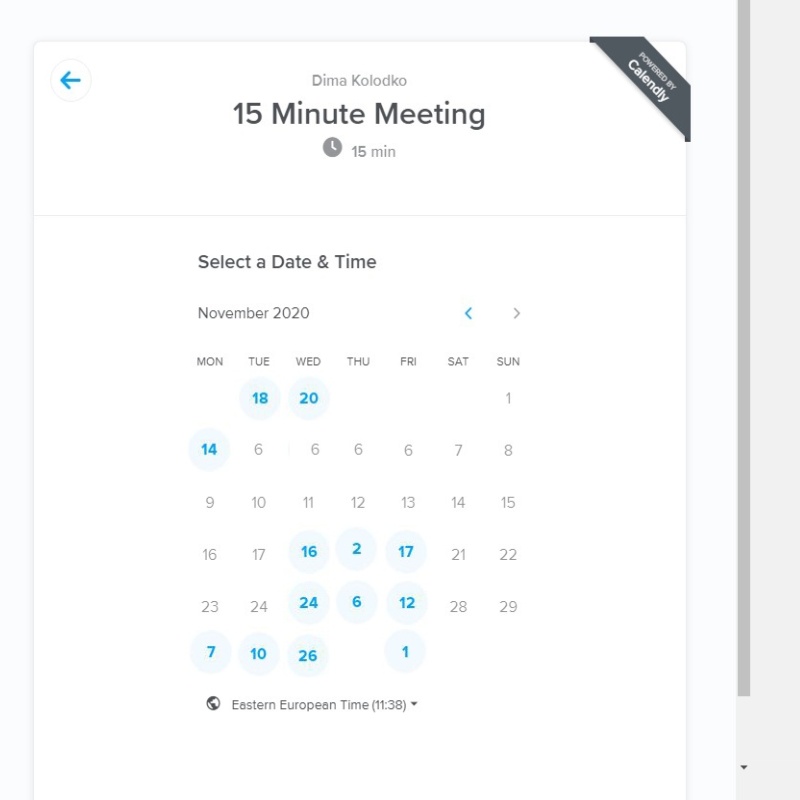 POWERED BY
Calendly
Dima Kolodko
15 Minute Meeting
15 min
Select a Date & Time
November 2020
MON TUE WED THU FRI SAT SUN
18 20 1
14 6 6 6 6 7 8
9 10 11 12 13 14 15
16 17 16 2 17 21 22
23 24 24 6 12 28 29
7 10 26 1
Eastern European Time (11:38)